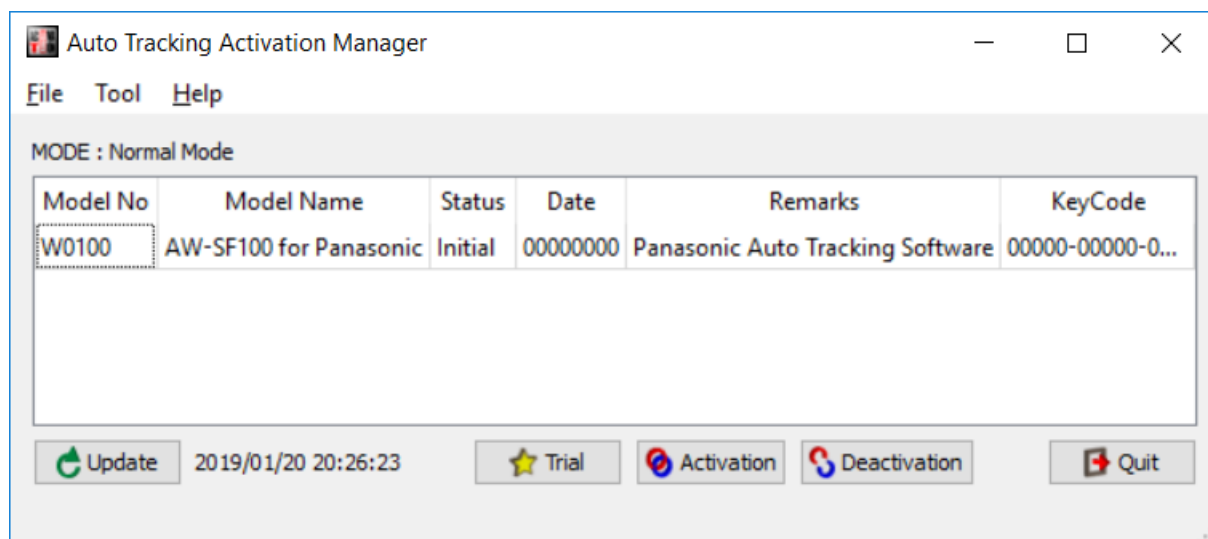 Auto Tracking Activation Manager
File Tool Help
MODE : Normal Mode
Model No Model Name Status Date Remarks KeyCode
W0100 AW-SF100 for Panasonic Initial 00000000 Panasonic Auto Tracking Software 00000-00000-0...
Update 2019/01/20 20:26:23 Trial Activation Deactivation Quit